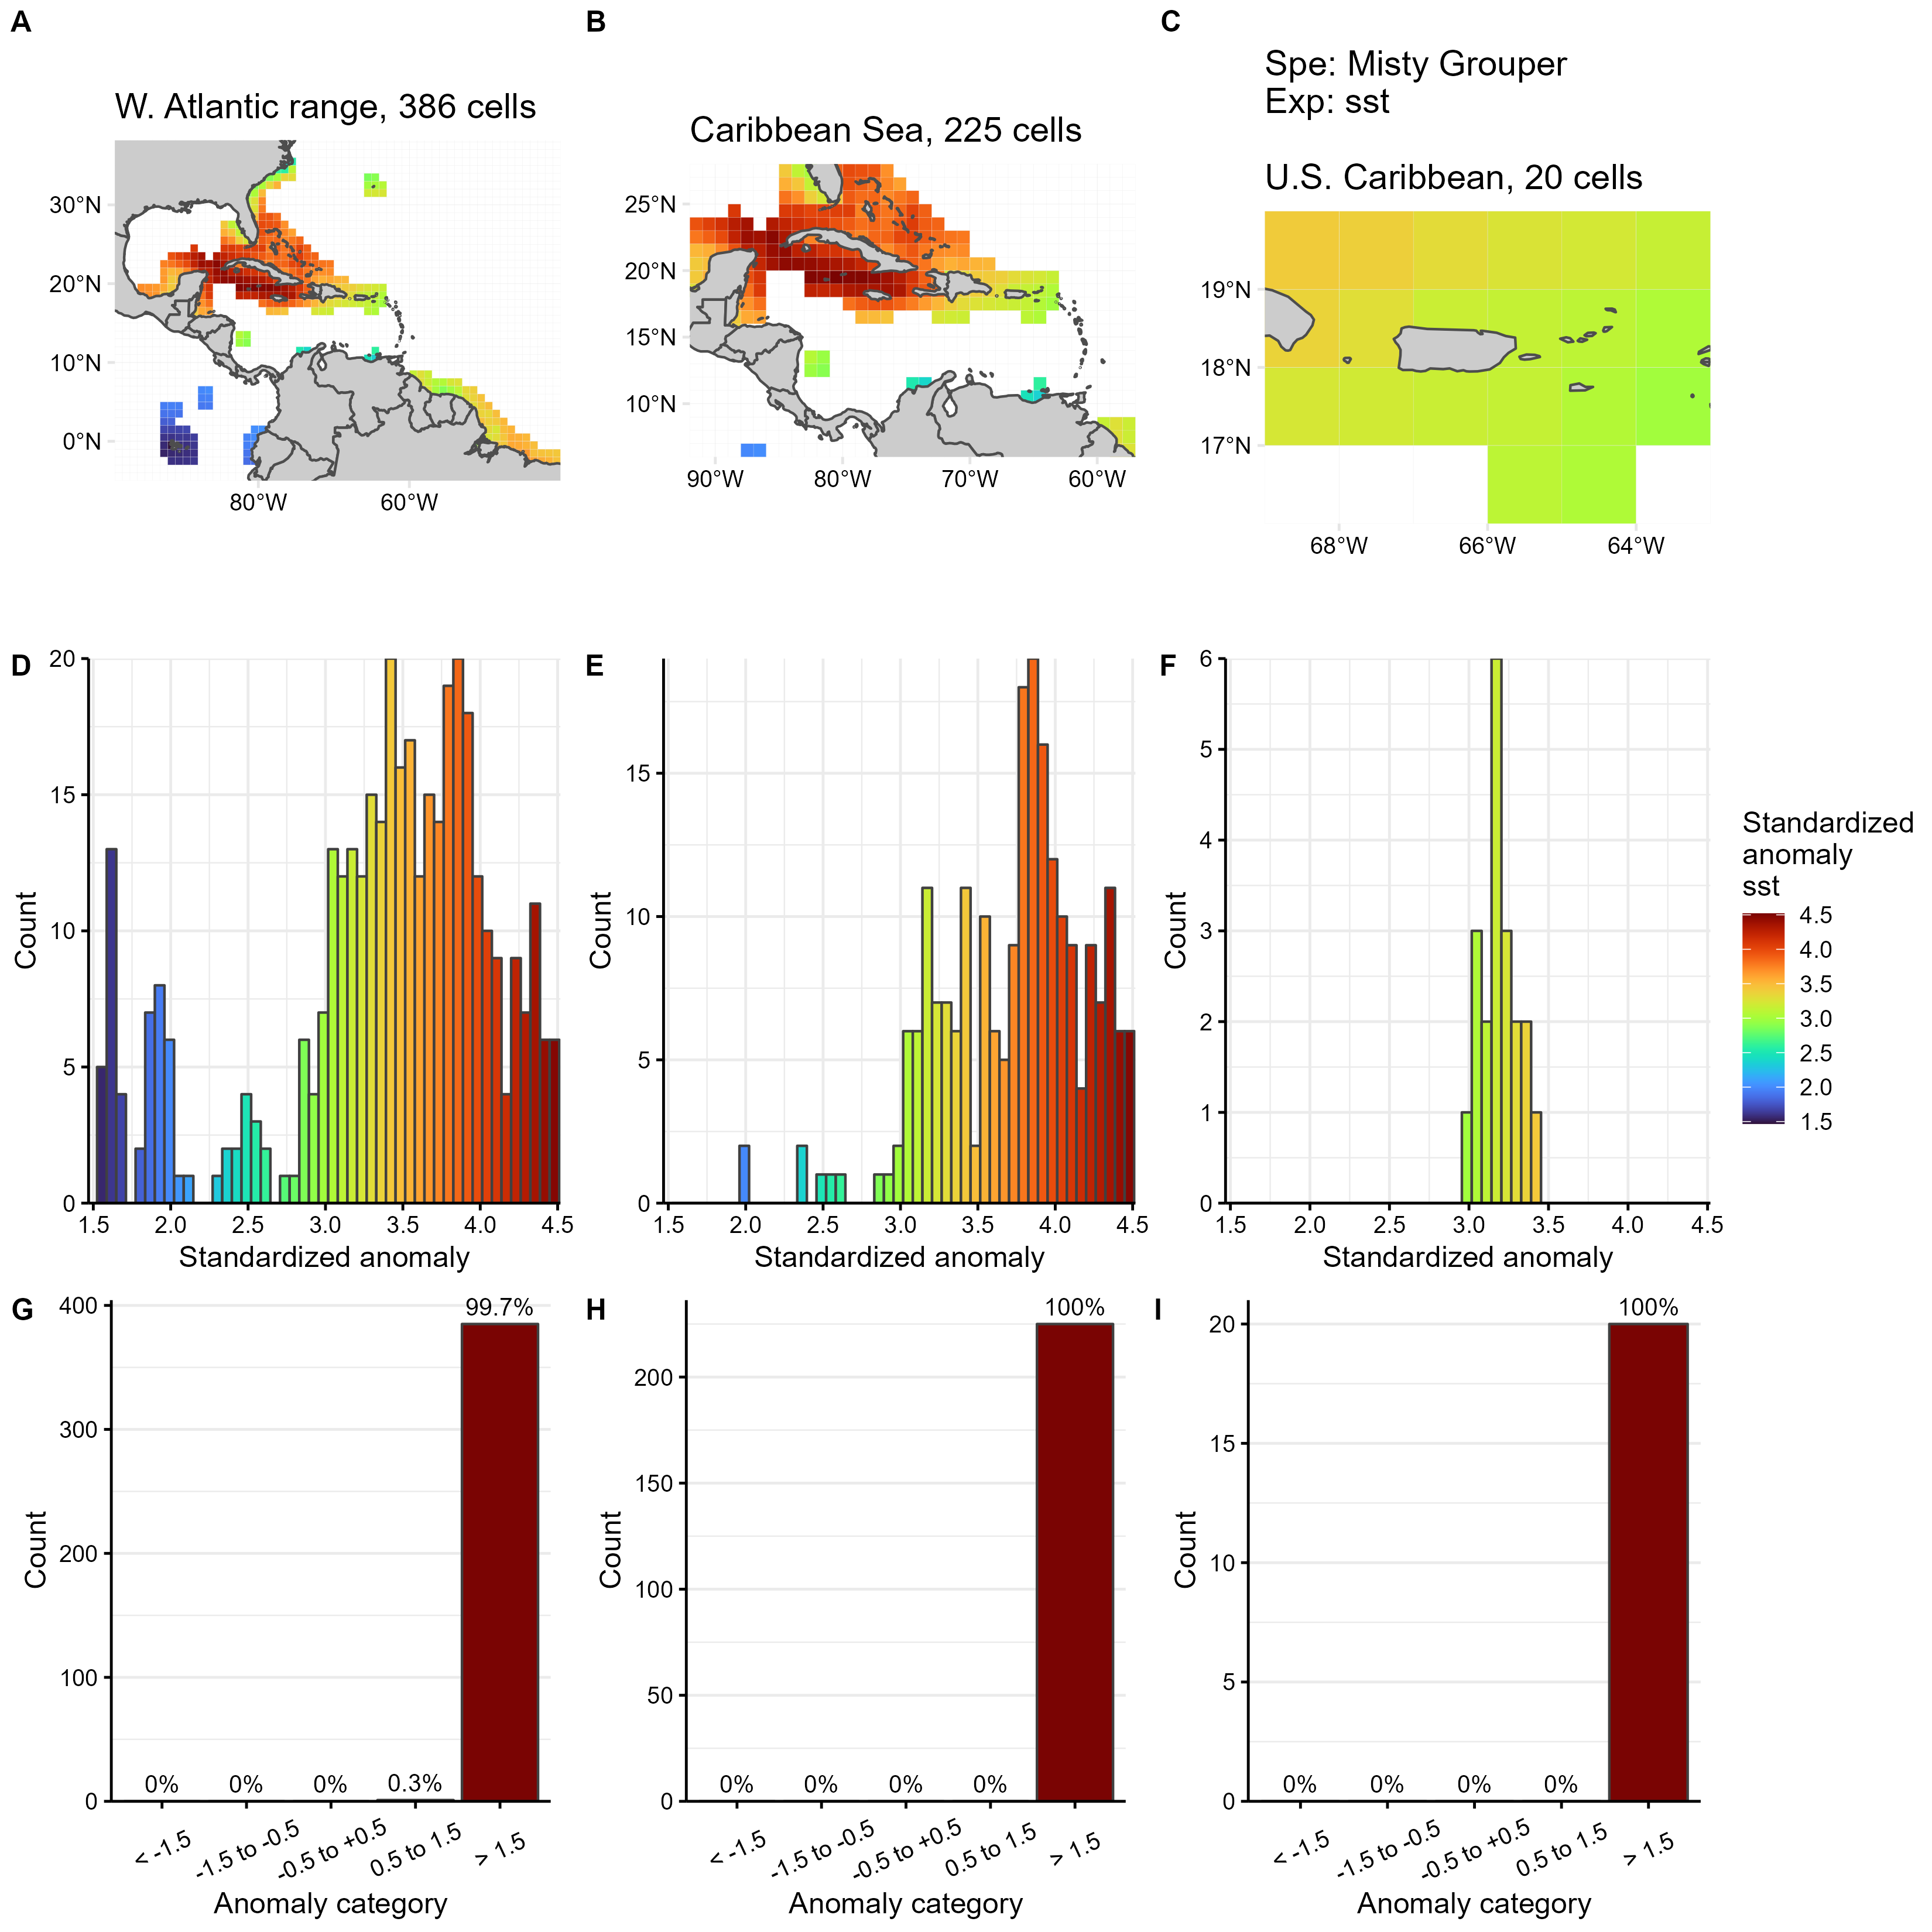 A
B
C
Spe: Misty Grouper
Exp: sst
W. Atlantic range, 386 cells
Caribbean Sea, 225 cells
U.S. Caribbean, 20 cells
30°N
20°N
10°N
0°N
80°W
60°W
25°N
20°N
15°N
10°N
90°W
80°W
70°W
60°W
19°N
18°N
17°N
68°W
66°W
64°W
D
20
15
10
5
0
Count
1.5
2.0
2.5
3.0
3.5
4.0
4.5
Standardized anomaly
E
15
10
5
0
Count
1.5
2.0
2.5
3.0
3.5
4.0
4.5
Standardized anomaly
F
6
5
4
3
2
1
0
Count
1.5
2.0
2.5
3.0
3.5
4.0
4.5
Standardized anomaly
Standardized
anomaly
sst
4.5
4.0
3.5
3.0
2.5
2.0
1.5
G
400
300
200
100
0
Count
0%
0%
0%
0.3%
99.7%
< -1.5
-1.5 to -0.5
-0.5 to +0.5
0.5 to 1.5
> 1.5
Anomaly category
H
200
150
100
50
0
Count
0%
0%
0%
0%
100%
< -1.5
-1.5 to -0.5
-0.5 to +0.5
0.5 to 1.5
> 1.5
Anomaly category
I
20
15
10
5
0
Count
0%
0%
0%
0%
100%
< -1.5
-1.5 to -0.5
-0.5 to +0.5
0.5 to 1.5
> 1.5
Anomaly category